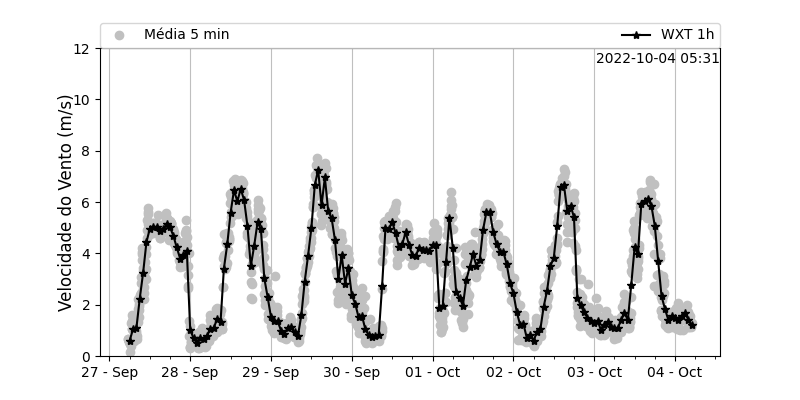 Média 5 min
WXT 1h
2022-10-04 05:31
Velocidade do Vento (m/s)
12
10
8
6
4
2
0
27 - Sep
28 - Sep
29 - Sep
30 - Sep
01 - Oct
02 - Oct
03 - Oct
04 - Oct